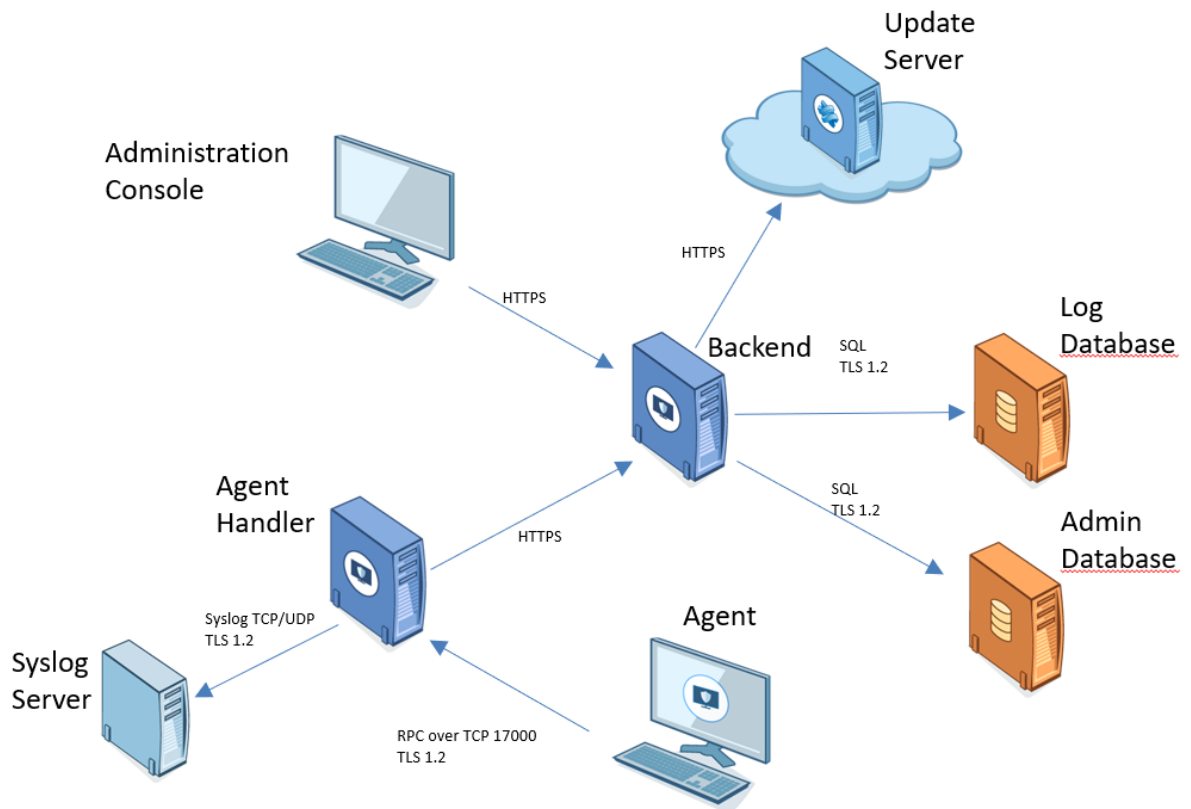 Update
Server
Administration
Console
HTTPS
HTTPS
Log
Database
Backend
SQL
TLS 1.2
SQL
TLS 1.2
Admin
Database
Agent
Handler
HTTPS
Syslog TCP/UDP
TLS 1.2
Agent
Syslog
Server
RPC over TCP 17000
TLS 1.2